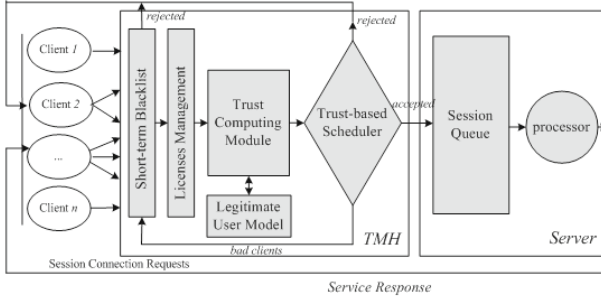 rejected
rejected
Client 1
Client 2
...
Client n
Short-term Blacklist
Licenses Management
Trust
Computing
Module
Legitimate
User Model
Trust-based
Scheduler
accepted
bad clients
TMH
Session
Queue
processor
Server
Session Connection Requests
Service Response